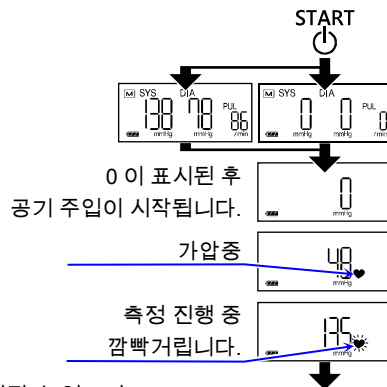 START
M SYS DIA PUL
138 78 86
mmHg mmHg /min
M SYS DIA PUL
0 0 0
mmHg mmHg /min
0 이 표시된 후
공기 주입이 시작됩니다.
0
mmHg
가압중
48
mmHg
측정 진행 중
깜빡거립니다.
135
mmHg